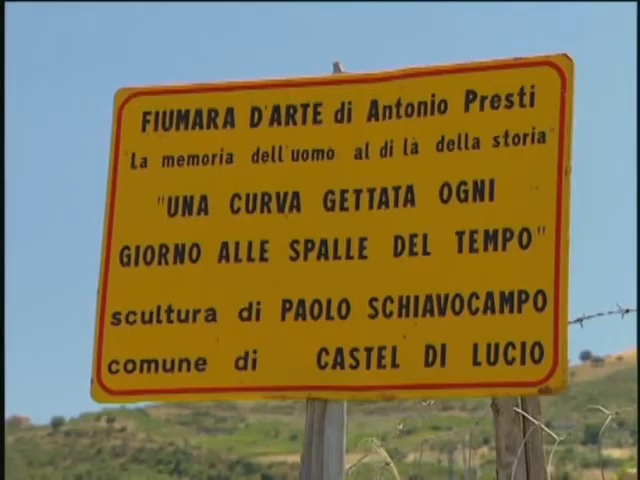 FIUMARA D'ARTE di Antonio Presti
"La memoria dell'uomo al di là della storia"
"UNA CURVA GETTATA OGNI
GIORNO ALLE SPALLE DEL TEMPO"
scultura di PAOLO SCHIAVOCAMPO
comune di CASTEL DI LUCIO